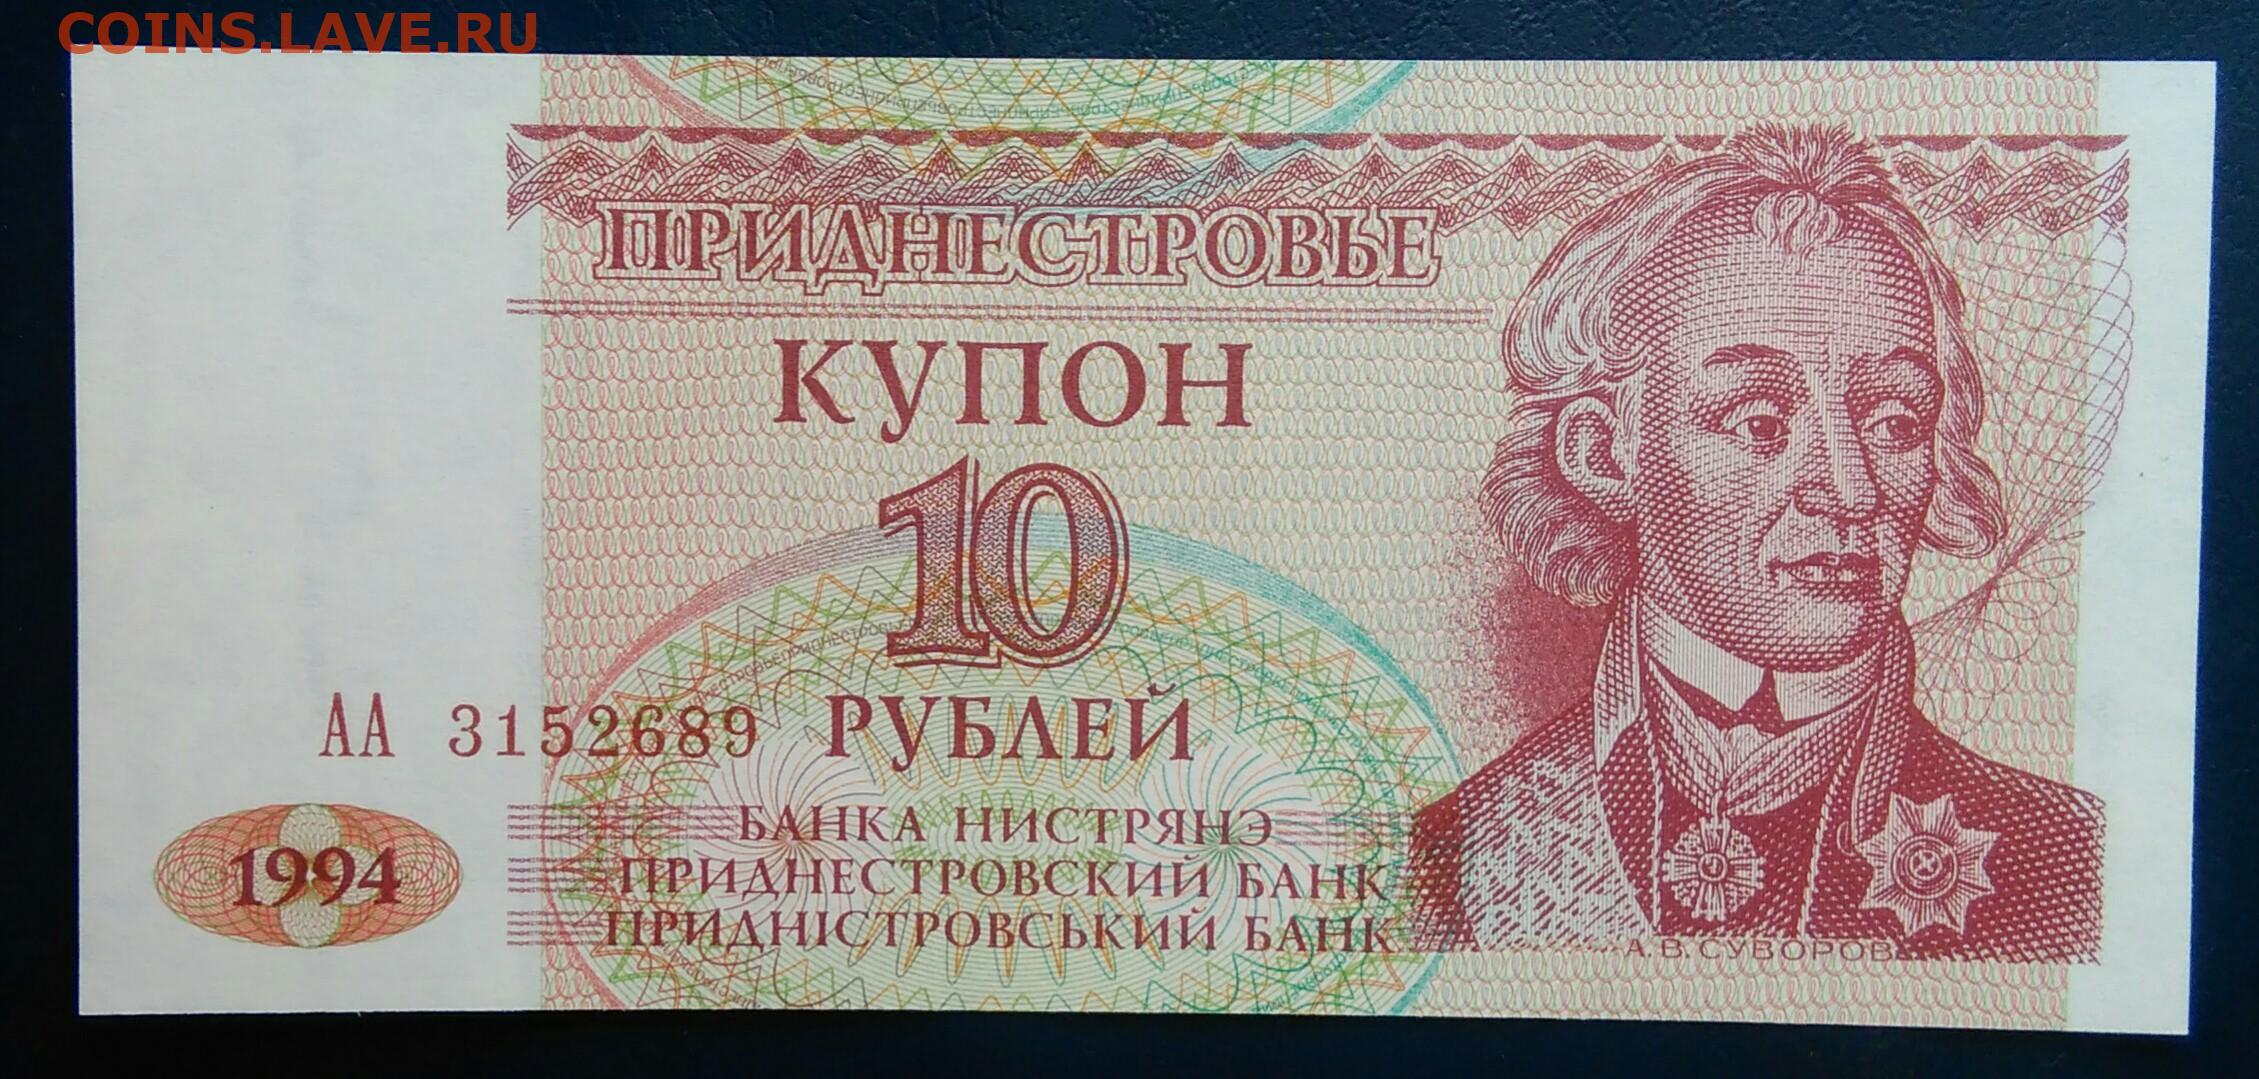 COINS.LAVE.RU
ПРИДНЕСТРОВЬЕ
КУПОН
10
РУБЛЕЙ
АА 3152689
БАНКА НИСТРЯНЭ
ПРИДНЕСТРОВСКИЙ БАНК
ПРИДНІСТРОВСЬКИЙ БАНК
1994
А.В.СУВОРОВ